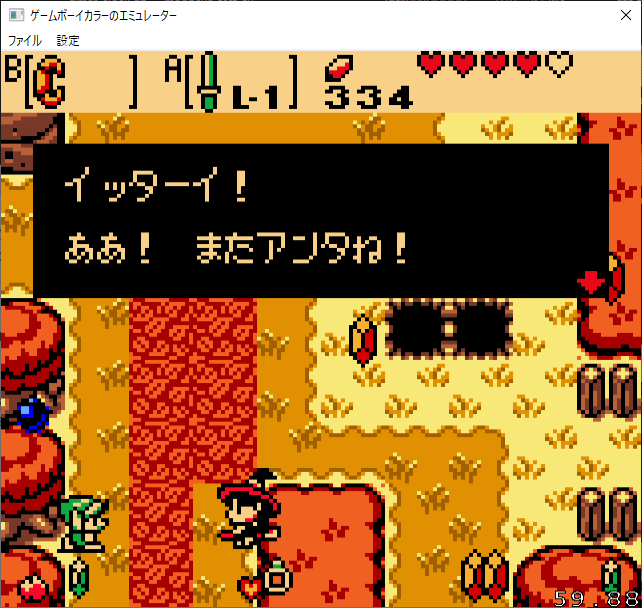 ゲームボーイカラーのエミュレーター
ファイル 設定
B A L-1 334
イッターイ！
ああ！ またアンタね！
59.88